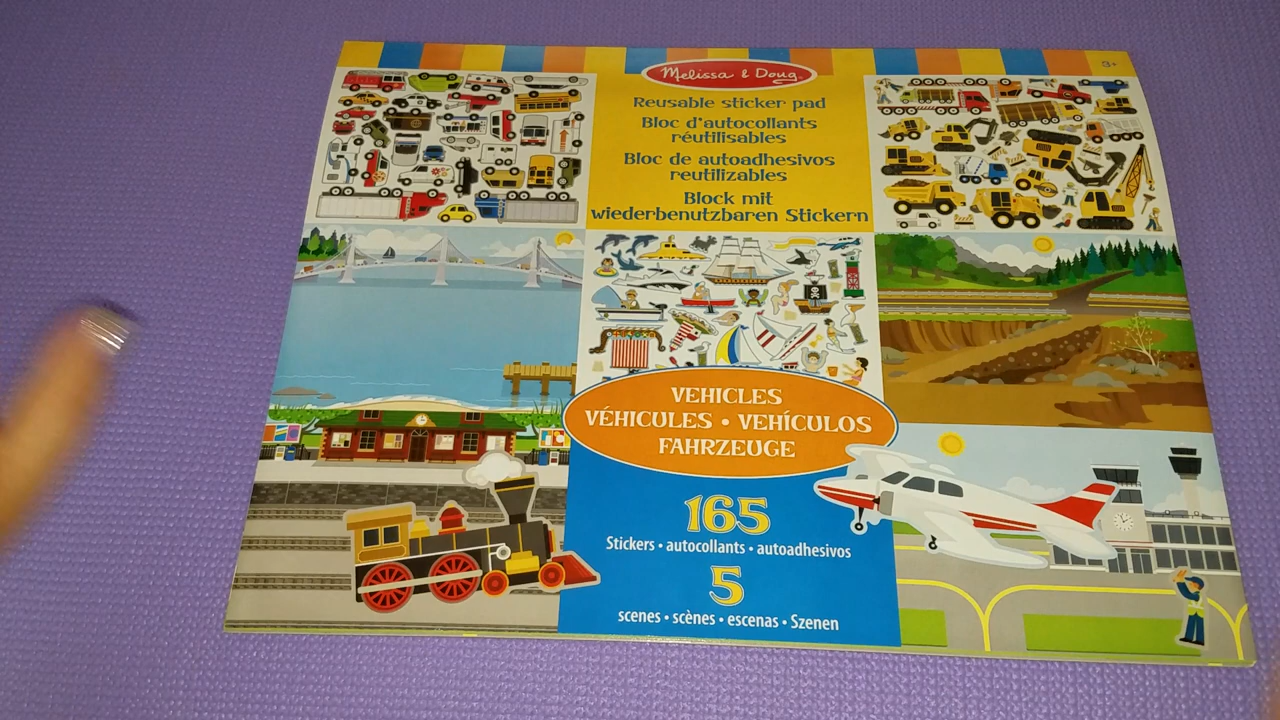 Melissa & Doug
3+
Reusable sticker pad
Bloc d'autocollants
réutilisables
Bloc de autoadhesivos
reutilizables
Block mit
wiederbenutzbaren Stickern
VEHICLES
VÉHICULES • VEHÍCULOS
FAHRZEUGE
165
Stickers • autocollants • autoadhesivos
5
scenes • scènes • escenas • Szenen